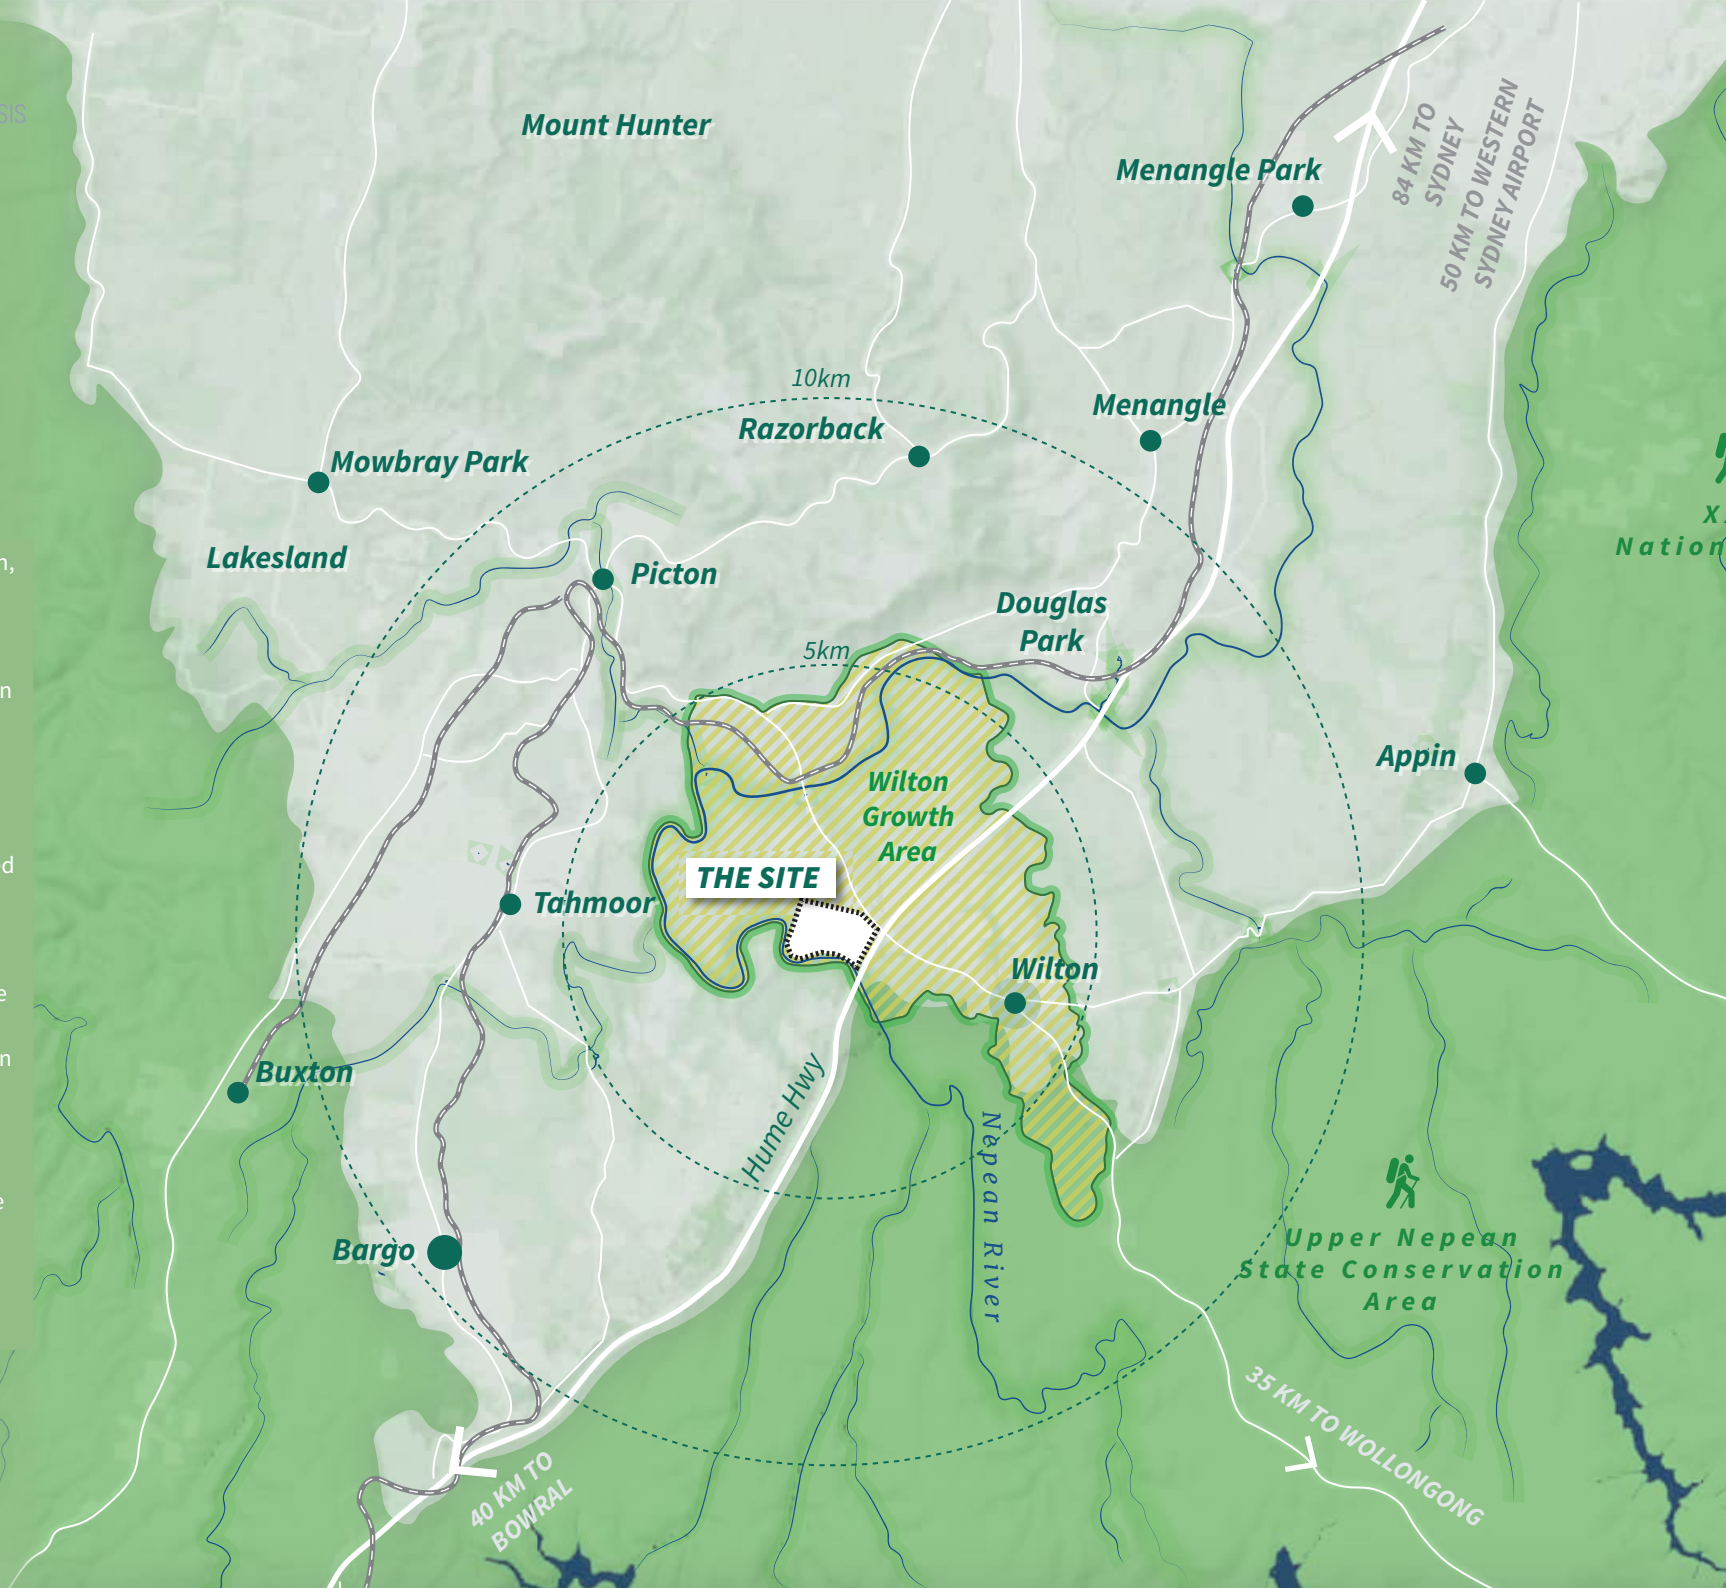 SIS
Mount Hunter
84 KM TO
SYDNEY
50 KM TO WESTERN
SYDNEY AIRPORT
Menangle Park
10km
Menangle
Razorback
Mowbray Park
Nation
Lakesland
Picton
n,
Douglas
Park
5km
n
Appin
Wilton
Growth
Area
ed
THE SITE
Tahmoor
Wilton
e
n
Buxton
Hume Hwy
Nepean River
e
Upper Nepean
State Conservation
Area
Bargo
35 KM TO WOLLONGONG
40 KM TO
BOWRAL